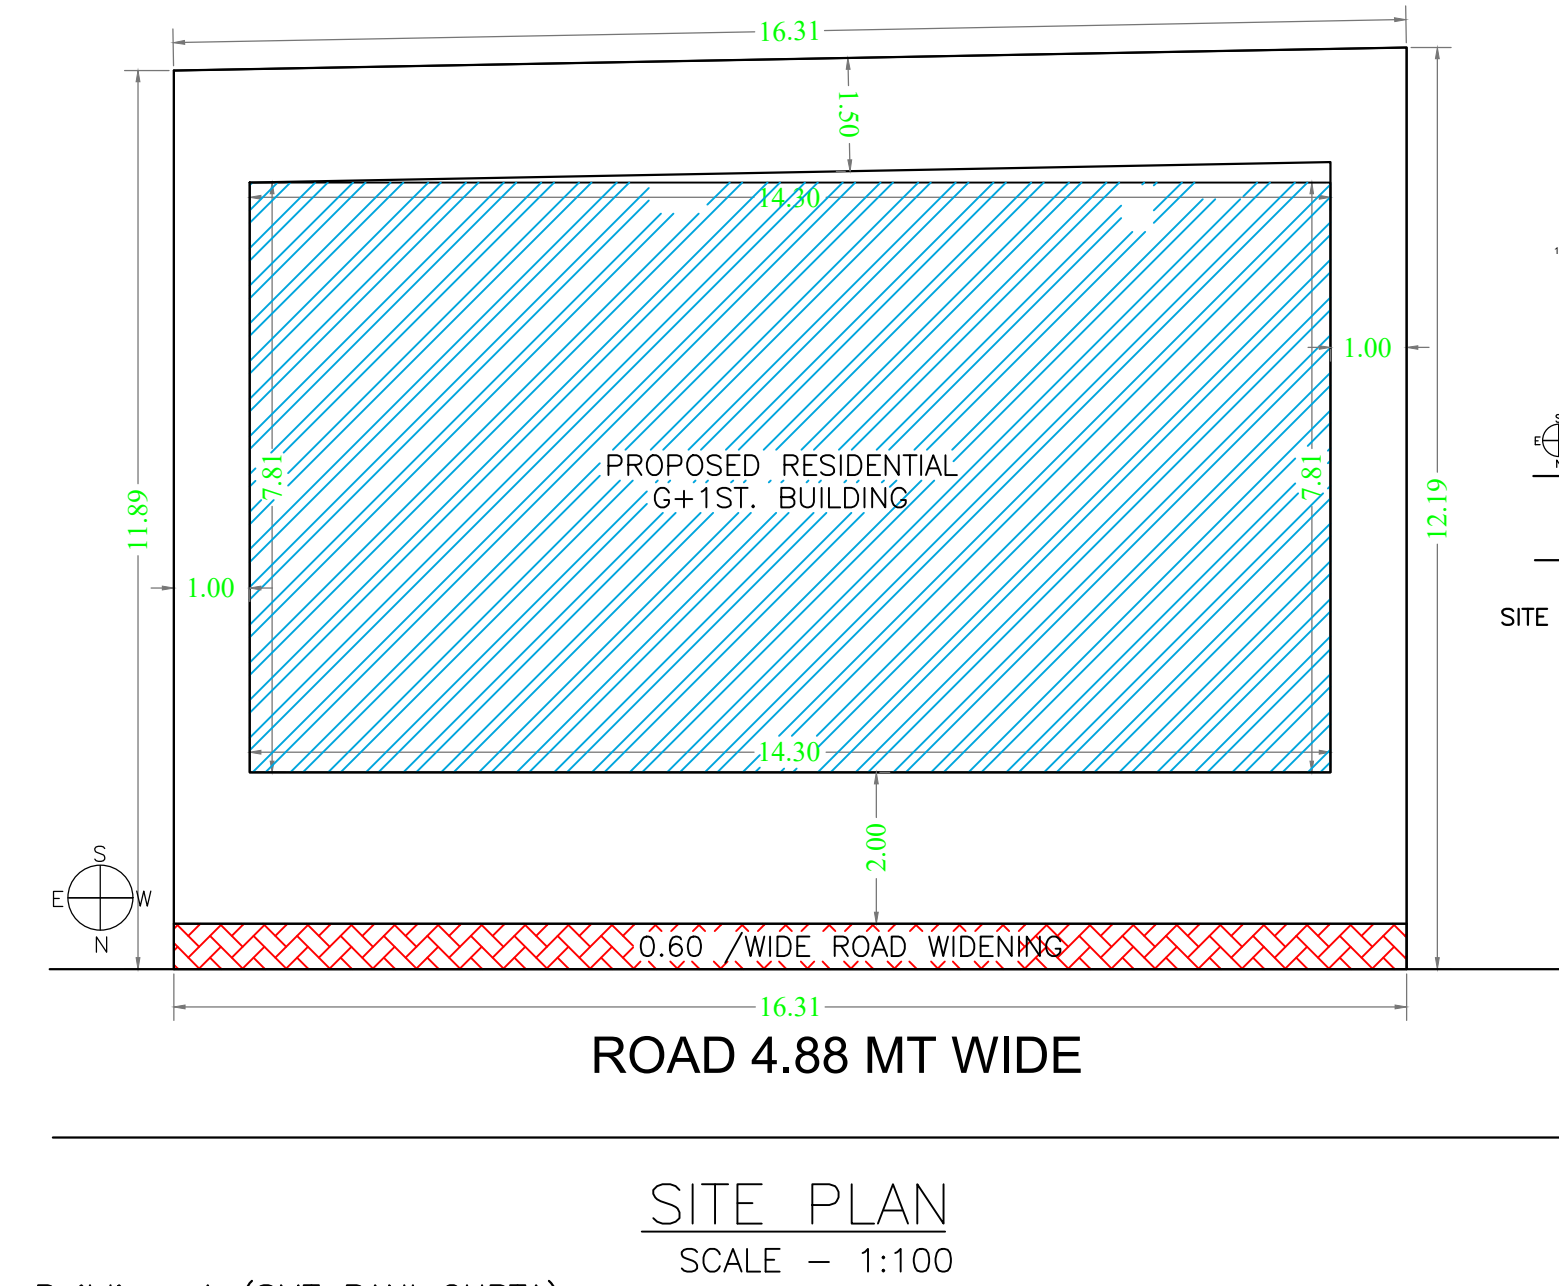 16.31
1.50
14.30
1.00
PROPOSED RESIDENTIAL
G+1ST. BUILDING
7.81
7.81
11.89
12.19
1.00
SITE
14.30
2.00
S
E W
N
E
0.60 /WIDE ROAD WIDENING
16.31
ROAD 4.88 MT WIDE
SITE PLAN
SCALE - 1:100